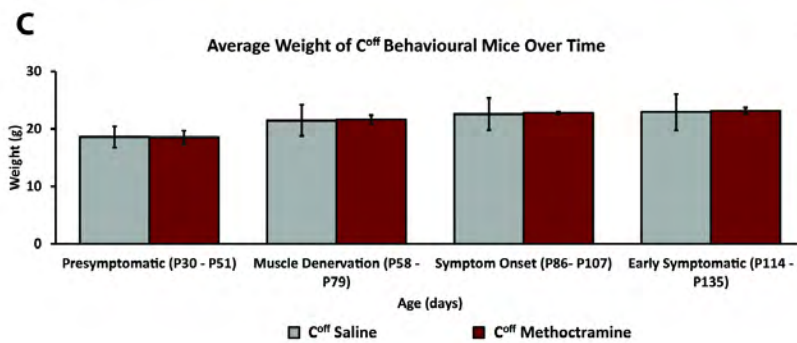 C
Average Weight of Cᵒᶠᶠ Behavioural Mice Over Time
30
20
10
0
Weight (g)
Presymptomatic (P30 - P51)
Muscle Denervation (P58 -
P79)
Symptom Onset (P86- P107)
Early Symptomatic (P114 -
P135)
Age (days)
Cᵒᶠᶠ Saline
Cᵒᶠᶠ Methoctramine